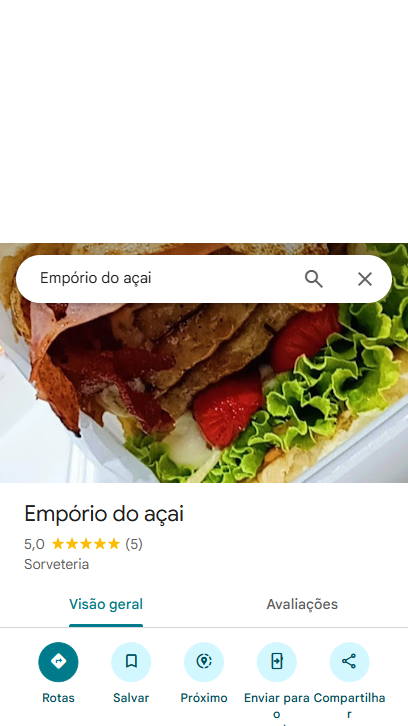 Empório do açai
Empório do açai
5,0 ★★★★★ (5)
Sorveteria
Visão geral Avaliações
Rotas Salvar Próximo Enviar para o Compartilhar